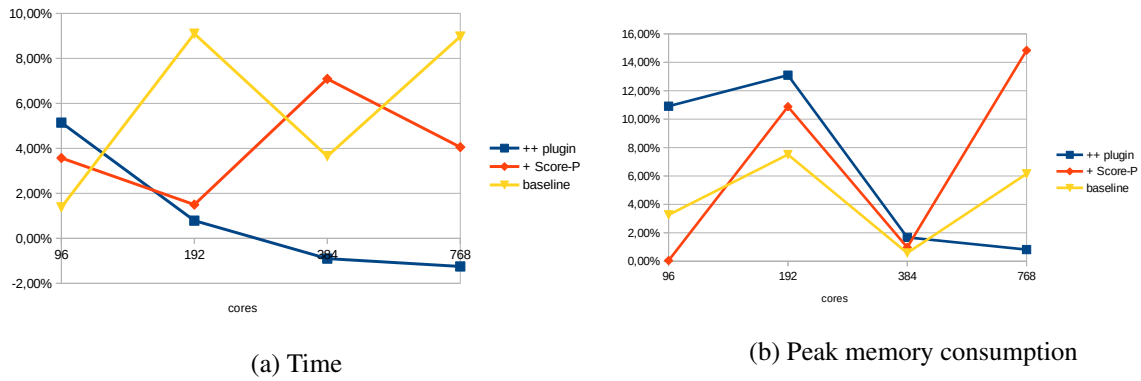 10,00%
8,00%
6,00%
4,00%
2,00%
0,00%
-2,00%
96
192
384
768
cores
++ plugin
+ Score-P
baseline
(a) Time
16,00%
14,00%
12,00%
10,00%
8,00%
6,00%
4,00%
2,00%
0,00%
96
192
384
768
cores
++ plugin
+ Score-P
baseline
(b) Peak memory consumption